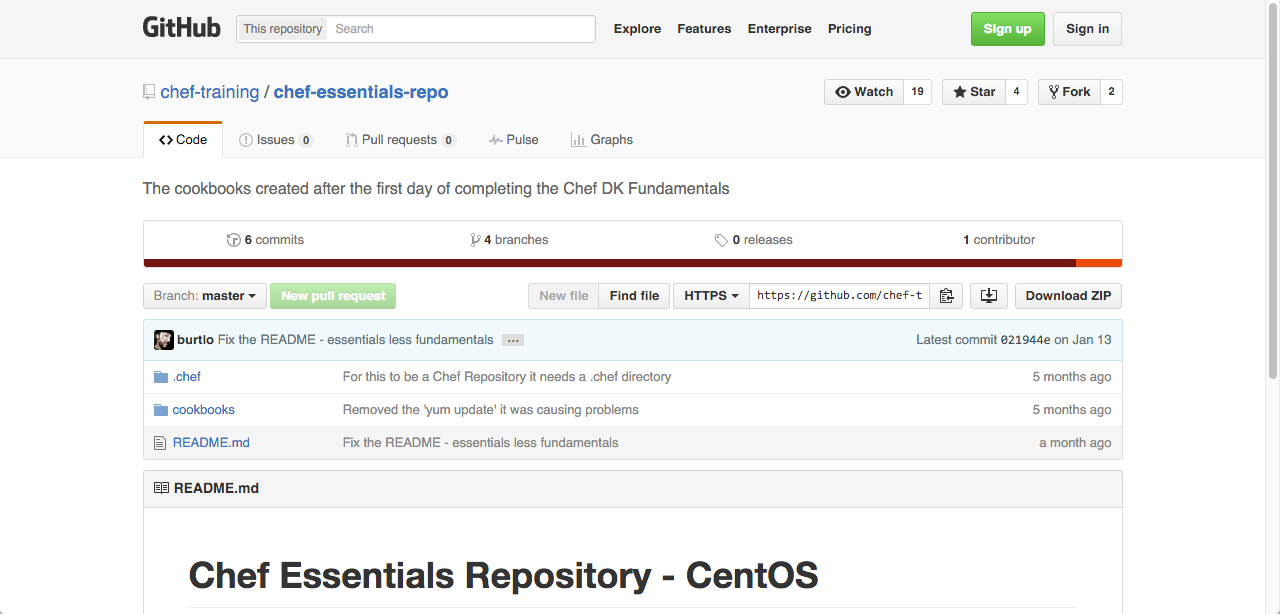 GitHub This repository Search Explore Features Enterprise Pricing Sign up Sign in
chef-training / chef-essentials-repo Watch 19 Star 4 Fork 2
Code Issues 0 Pull requests 0 Pulse Graphs
The cookbooks created after the first day of completing the Chef DK Fundamentals
6 commits 4 branches 0 releases 1 contributor
Branch: master New pull request New file Find file HTTPS https://github.com/chef-t Download ZIP
burtlo Fix the README - essentials less fundamentals ... Latest commit 021944e on Jan 13
.chef For this to be a Chef Repository it needs a .chef directory 5 months ago
cookbooks Removed the 'yum update' it was causing problems 5 months ago
README.md Fix the README - essentials less fundamentals a month ago
README.md
Chef Essentials Repository - CentOS